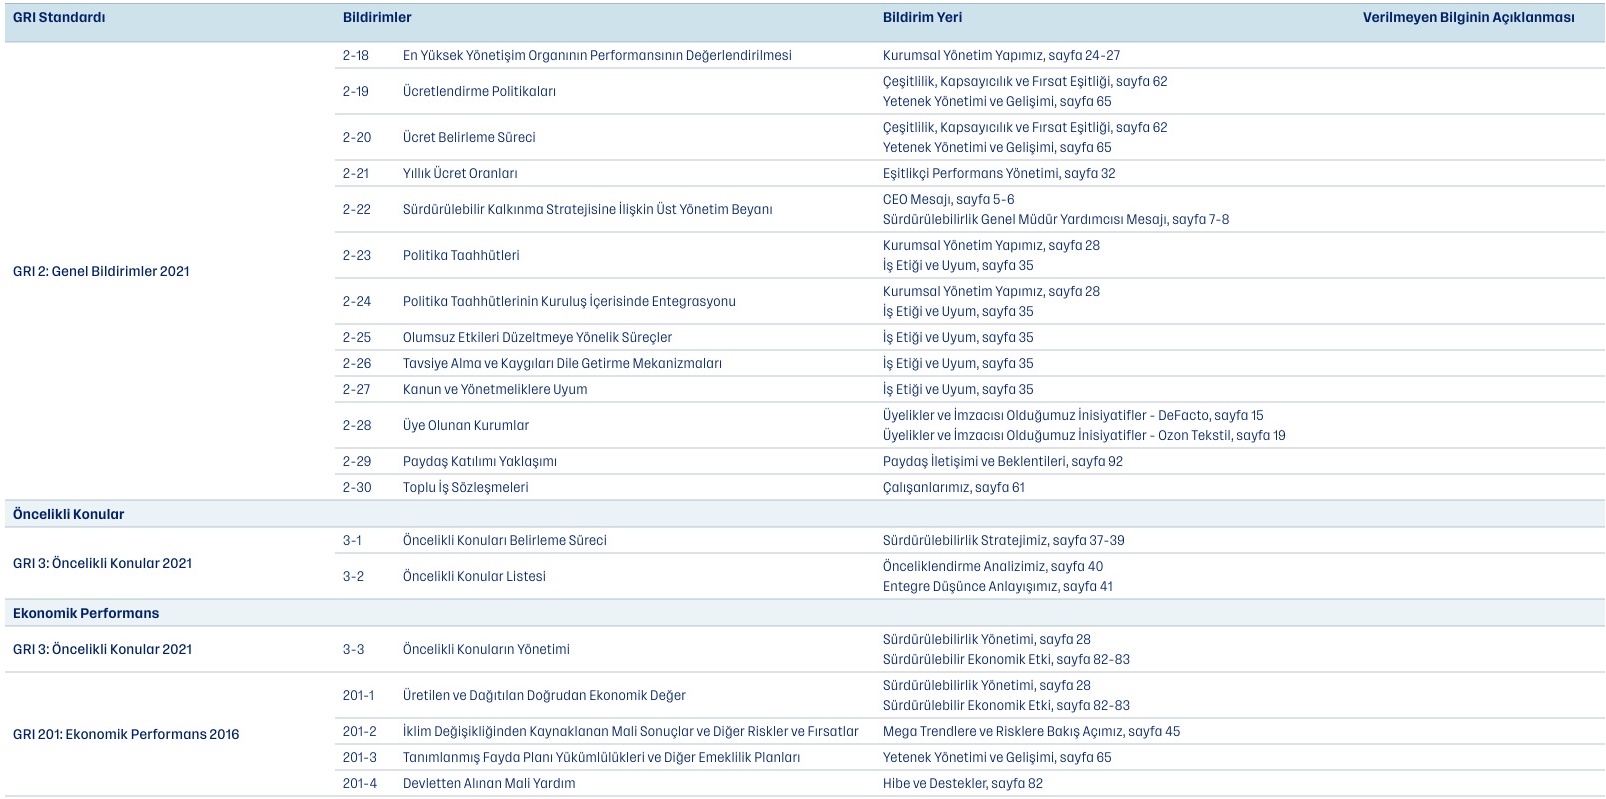 GRI Standardı Bildirimler Bildirim Yeri Verilmeyen Bilginin Açıklanması
GRI 2: Genel Bildirimler 2021
2-18 En Yüksek Yönetişim Organının Performansının Değerlendirilmesi Kurumsal Yönetim Yapımız, sayfa 24-27
2-19 Ücretlendirme Politikaları Çeşitlilik, Kapsayıcılık ve Fırsat Eşitliği, sayfa 62
Yetenek Yönetimi ve Gelişimi, sayfa 65
2-20 Ücret Belirleme Süreci Çeşitlilik, Kapsayıcılık ve Fırsat Eşitliği, sayfa 62
Yetenek Yönetimi ve Gelişimi, sayfa 65
2-21 Yıllık Ücret Oranları Eşitlikçi Performans Yönetimi, sayfa 32
2-22 Sürdürülebilir Kalkınma Stratejisine İlişkin Üst Yönetim Beyanı CEO Mesajı, sayfa 5-6
Sürdürülebilirlik Genel Müdür Yardımcısı Mesajı, sayfa 7-8
2-23 Politika Taahhütleri Kurumsal Yönetim Yapımız, sayfa 28
İş Etiği ve Uyum, sayfa 35
2-24 Politika Taahhütlerinin Kuruluş İçerisinde Entegrasyonu Kurumsal Yönetim Yapımız, sayfa 28
İş Etiği ve Uyum, sayfa 35
2-25 Olumsuz Etkileri Düzeltmeye Yönelik Süreçler İş Etiği ve Uyum, sayfa 35
2-26 Tavsiye Alma ve Kaygıları Dile Getirme Mekanizmaları İş Etiği ve Uyum, sayfa 35
2-27 Kanun ve Yönetmeliklere Uyum İş Etiği ve Uyum, sayfa 35
2-28 Üye Olunan Kurumlar Üyelikler ve İmzacısı Olduğumuz İnisiyatifler - DeFacto, sayfa 15
Üyelikler ve İmzacısı Olduğumuz İnisiyatifler - Ozon Tekstil, sayfa 19
2-29 Paydaş Katılımı Yaklaşımı Paydaş İletişimi ve Beklentileri, sayfa 92
2-30 Toplu İş Sözleşmeleri Çalışanlarımız, sayfa 61
Öncelikli Konular
GRI 3: Öncelikli Konular 2021
3-1 Öncelikli Konuları Belirleme Süreci Sürdürülebilirlik Stratejimiz, sayfa 37-39
3-2 Öncelikli Konular Listesi Önceliklendirme Analizimiz, sayfa 40
Entegre Düşünce Anlayışımız, sayfa 41
Ekonomik Performans
GRI 3: Öncelikli Konular 2021 3-3 Öncelikli Konuların Yönetimi Sürdürülebilirlik Yönetimi, sayfa 28
Sürdürülebilir Ekonomik Etki, sayfa 82-83
GRI 201: Ekonomik Performans 2016
201-1 Üretilen ve Dağıtılan Doğrudan Ekonomik Değer Sürdürülebilirlik Yönetimi, sayfa 28
Sürdürülebilir Ekonomik Etki, sayfa 82-83
201-2 İklim Değişikliğinden Kaynaklanan Mali Sonuçlar ve Diğer Riskler ve Fırsatlar Mega Trendlere ve Risklere Bakış Açımız, sayfa 45
201-3 Tanımlanmış Fayda Planı Yükümlülükleri ve Diğer Emeklilik Planları Yetenek Yönetimi ve Gelişimi, sayfa 65
201-4 Devletten Alınan Mali Yardım Hibe ve Destekler, sayfa 82